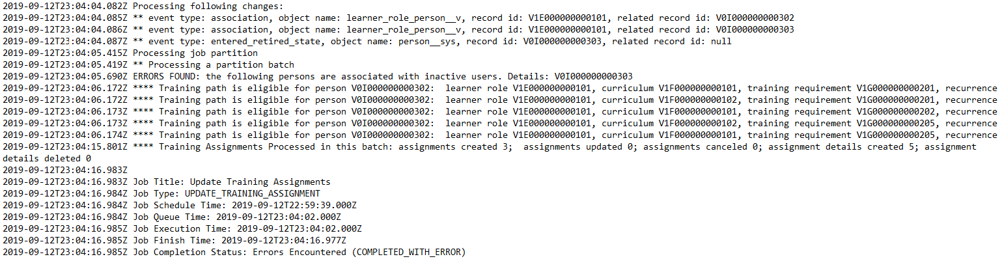 2019-09-12T23:04:04.082Z Processing following changes:
2019-09-12T23:04:04.085Z ** event type: association, object name: learner_role_person__v, record id: V1E000000000101, related record id: V0I000000000302
2019-09-12T23:04:04.086Z ** event type: association, object name: learner_role_person__v, record id: V1E000000000101, related record id: V0I000000000303
2019-09-12T23:04:04.087Z ** event type: entered_retired_state, object name: person__sys, record id: V0I000000000303, related record id: null
2019-09-12T23:04:05.415Z Processing job partition
2019-09-12T23:04:05.419Z ** Processing a partition batch
2019-09-12T23:04:05.690Z ERRORS FOUND: the following persons are associated with inactive users. Details: V0I000000000303
2019-09-12T23:04:06.172Z **** Training path is eligible for person V0I000000000302:  learner role V1E000000000101, curriculum V1F000000000101, training requirement V1G000000000201, recurrence
2019-09-12T23:04:06.172Z **** Training path is eligible for person V0I000000000302:  learner role V1E000000000101, curriculum V1F000000000102, training requirement V1G000000000201, recurrence
2019-09-12T23:04:06.173Z **** Training path is eligible for person V0I000000000302:  learner role V1E000000000101, curriculum V1F000000000101, training requirement V1G000000000202, recurrence
2019-09-12T23:04:06.173Z **** Training path is eligible for person V0I000000000302:  learner role V1E000000000101, curriculum V1F000000000102, training requirement V1G000000000205, recurrence
2019-09-12T23:04:06.174Z **** Training path is eligible for person V0I000000000302:  learner role V1E000000000101, curriculum V1F000000000101, training requirement V1G000000000205, recurrence
2019-09-12T23:04:15.801Z **** Training Assignments Processed in this batch: assignments created 3;  assignments updated 0; assignments canceled 0; assignment details created 5; assignment
details deleted 0
2019-09-12T23:04:16.983Z
2019-09-12T23:04:16.983Z Job Title: Update Training Assignments
2019-09-12T23:04:16.984Z Job Type: UPDATE_TRAINING_ASSIGNMENT
2019-09-12T23:04:16.984Z Job Schedule Time: 2019-09-12T22:59:39.000Z
2019-09-12T23:04:16.984Z Job Queue Time: 2019-09-12T23:04:02.000Z
2019-09-12T23:04:16.985Z Job Execution Time: 2019-09-12T23:04:02.000Z
2019-09-12T23:04:16.985Z Job Finish Time: 2019-09-12T23:04:16.977Z
2019-09-12T23:04:16.985Z Job Completion Status: Errors Encountered (COMPLETED_WITH_ERROR)